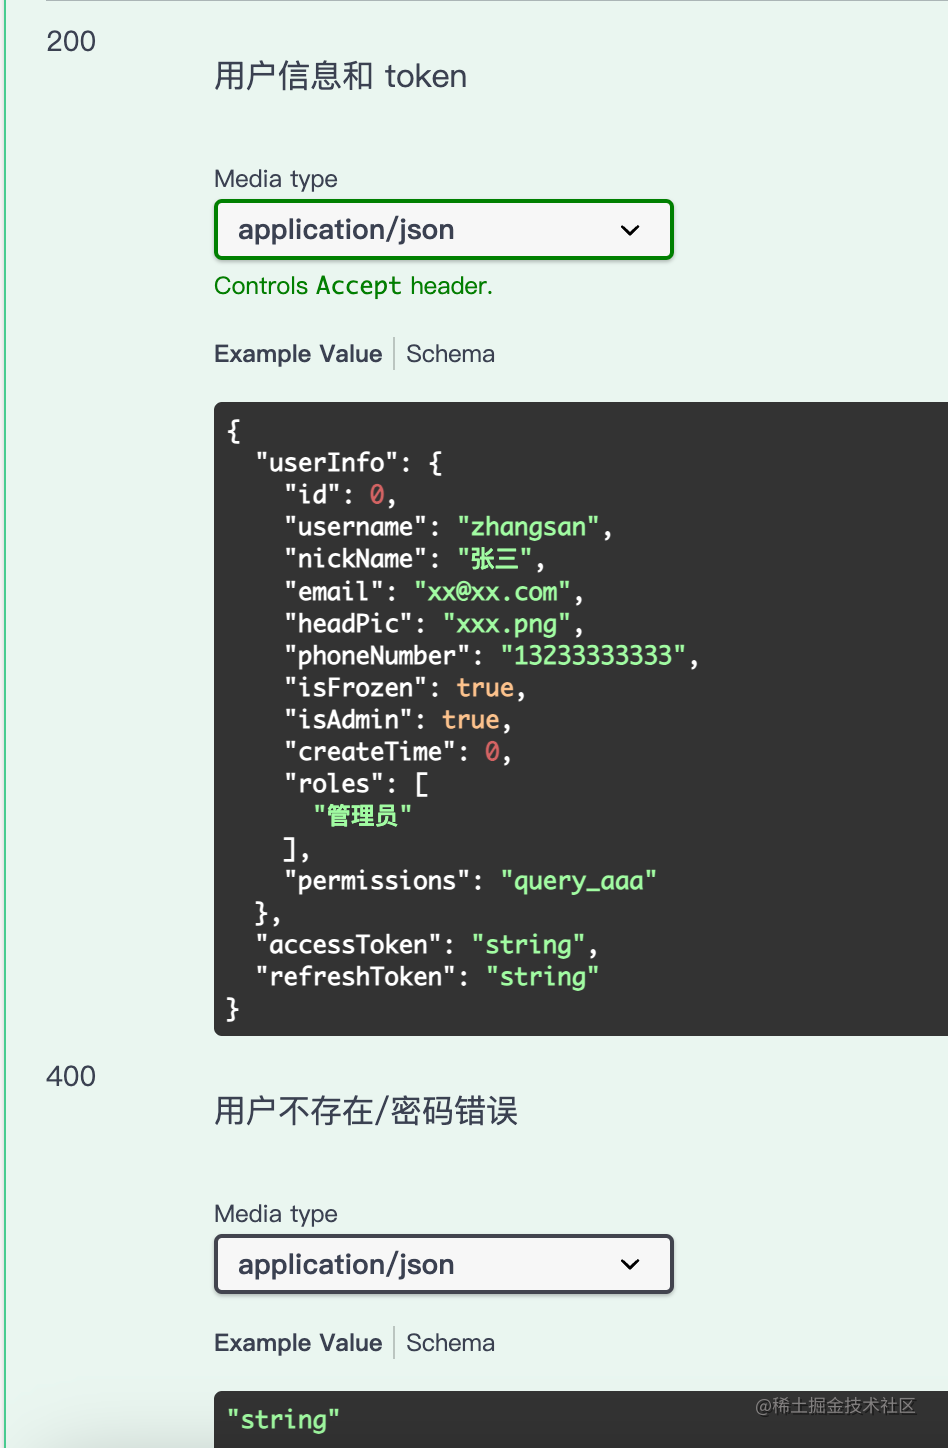 200
用户信息和 token
Media type
application/json
Controls Accept header.
Example Value | Schema
{
  "userInfo": {
    "id": 0,
    "username": "zhangsan",
    "nickName": "张三",
    "email": "xx@xx.com",
    "headPic": "xxx.png",
    "phoneNumber": "13233333333",
    "isFrozen": true,
    "isAdmin": true,
    "createTime": 0,
    "roles": [
      "管理员"
    ],
    "permissions": "query_aaa"
  },
  "accessToken": "string",
  "refreshToken": "string"
}
400
用户不存在/密码错误
Media type
application/json
Example Value | Schema
"string"
@稀土掘金技术社区